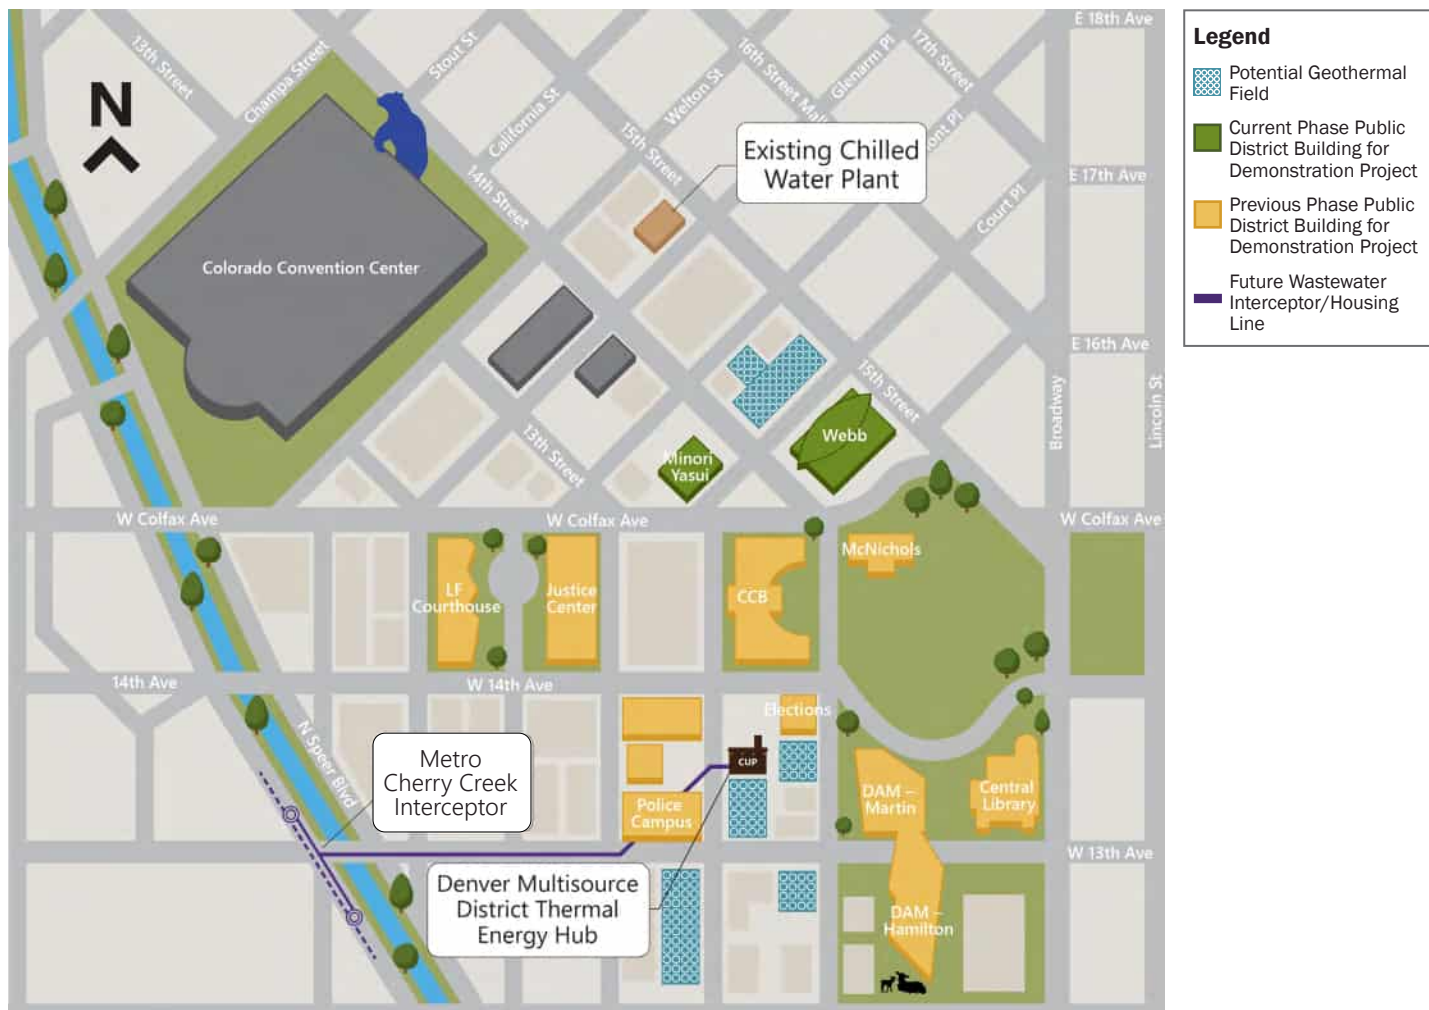 E 18th Ave
13th Street
Champa Street
Stout St
California St
16th Street Mall
Glenarm Pl
17th Street
Welton St
15th Street
ont Pl
N
14th Street
Existing Chilled
Water Plant
E 17th Ave
Court Pl
Colorado Convention Center
E 16th Ave
15th Street
Broadway
Lincoln St
13th Street
Minori
Yasui
Webb
W Colfax Ave
W Colfax Ave
W Colfax Ave
McNichols
LF
Courthouse
Justice
Center
CCB
14th Ave
W 14th Ave
Elections
N Speer Blvd
Metro
Cherry Creek
Interceptor
CUP
Police
Campus
DAM –
Martin
Central
Library
W 13th Ave
Denver Multisource
District Thermal
Energy Hub
DAM –
Hamilton
Legend
Potential Geothermal
Field
Current Phase Public
District Building for
Demonstration Project
Previous Phase Public
District Building for
Demonstration Project
Future Wastewater
Interceptor/Housing
Line